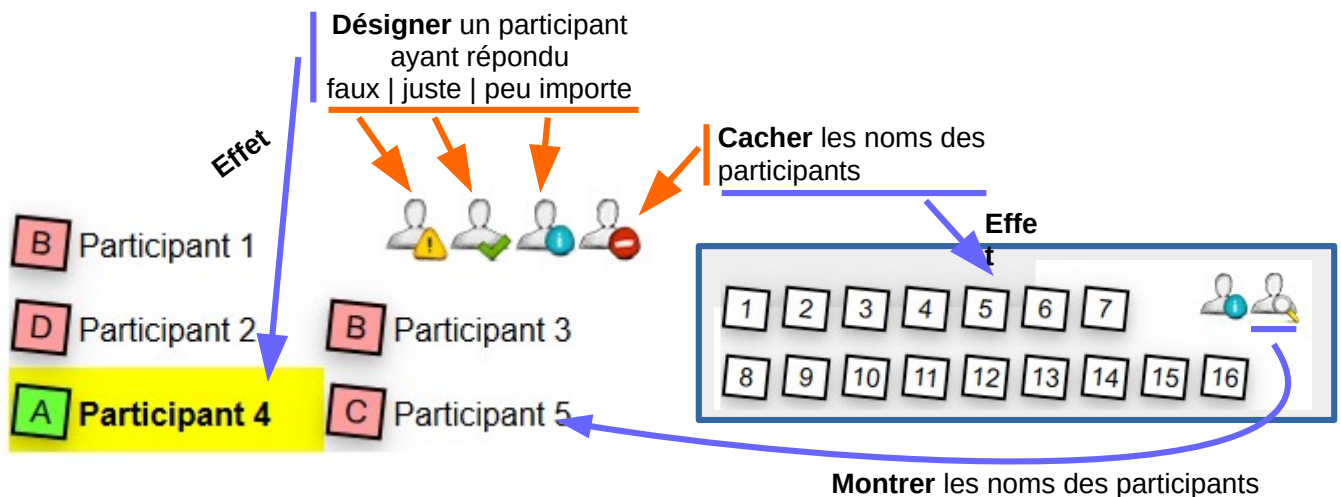 Désigner un participant
ayant répondu
faux | juste | peu importe
Effet
Cacher les noms des
participants
Effe
t
B Participant 1
D Participant 2 B Participant 3
A Participant 4 C Participant 5
1 2 3 4 5 6 7
8 9 10 11 12 13 14 15 16
Montrer les noms des participants